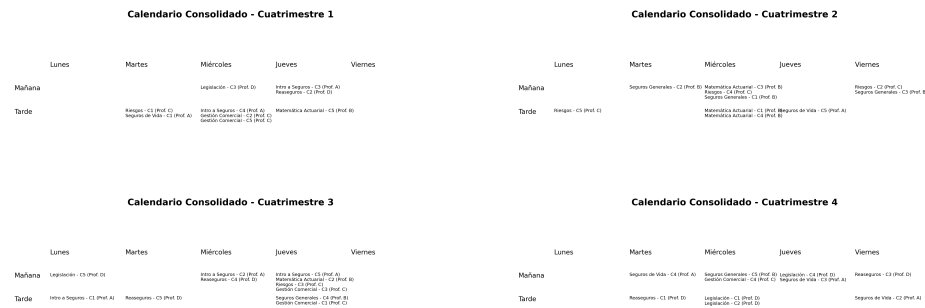 Calendario Consolidado - Cuatrimestre 1
Lunes Martes Miércoles Jueves Viernes
Mañana
Legislación - C3 (Prof. D)
Intro a Seguros - C3 (Prof. A)
Reaseguros - C2 (Prof. D)
Tarde
Riesgos - C1 (Prof. C)
Seguros de Vida - C1 (Prof. A)
Intro a Seguros - C4 (Prof. A)
Gestión Comercial - C2 (Prof. C)
Gestión Comercial - C5 (Prof. C)
Matemática Actuarial - C5 (Prof. B)
Calendario Consolidado - Cuatrimestre 2
Lunes Martes Miércoles Jueves Viernes
Mañana
Seguros Generales - C2 (Prof. B)
Matemática Actuarial - C3 (Prof. B)
Riesgos - C4 (Prof. C)
Seguros Generales - C1 (Prof. B)
Riesgos - C2 (Prof. C)
Seguros Generales - C3 (Prof. B
Tarde
Riesgos - C5 (Prof. C)
Matemática Actuarial - C1 (Prof. B)
Matemática Actuarial - C4 (Prof. B)
Seguros de Vida - C5 (Prof. A)
Calendario Consolidado - Cuatrimestre 3
Lunes Martes Miércoles Jueves Viernes
Mañana
Legislación - C5 (Prof. D)
Intro a Seguros - C2 (Prof. A)
Reaseguros - C4 (Prof. D)
Intro a Seguros - C5 (Prof. A)
Matemática Actuarial - C2 (Prof. B)
Riesgos - C3 (Prof. C)
Gestión Comercial - C3 (Prof. C)
Tarde
Intro a Seguros - C1 (Prof. A)
Reaseguros - C5 (Prof. D)
Seguros Generales - C4 (Prof. B)
Gestión Comercial - C1 (Prof. C)
Calendario Consolidado - Cuatrimestre 4
Lunes Martes Miércoles Jueves Viernes
Mañana
Seguros de Vida - C4 (Prof. A)
Seguros Generales - C5 (Prof. B)
Gestión Comercial - C4 (Prof. C)
Legislación - C4 (Prof. D)
Seguros de Vida - C3 (Prof. A)
Reaseguros - C3 (Prof. D)
Tarde
Reaseguros - C1 (Prof. D)
Legislación - C1 (Prof. D)
Legislación - C2 (Prof. D)
Seguros de Vida - C2 (Prof. A)